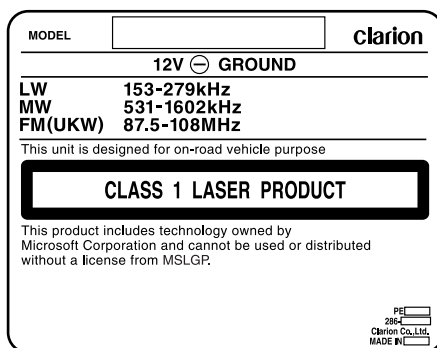 MODEL clarion
12V ⊖ GROUND
LW 153-279kHz
MW 531-1602kHz
FM(UKW) 87.5-108MHz
This unit is designed for on-road vehicle purpose
CLASS 1 LASER PRODUCT
This product includes technology owned by
Microsoft Corporation and cannot be used or distributed
without a license from MSLGP.
PE
286-
Clarion Co.,Ltd.
MADE IN